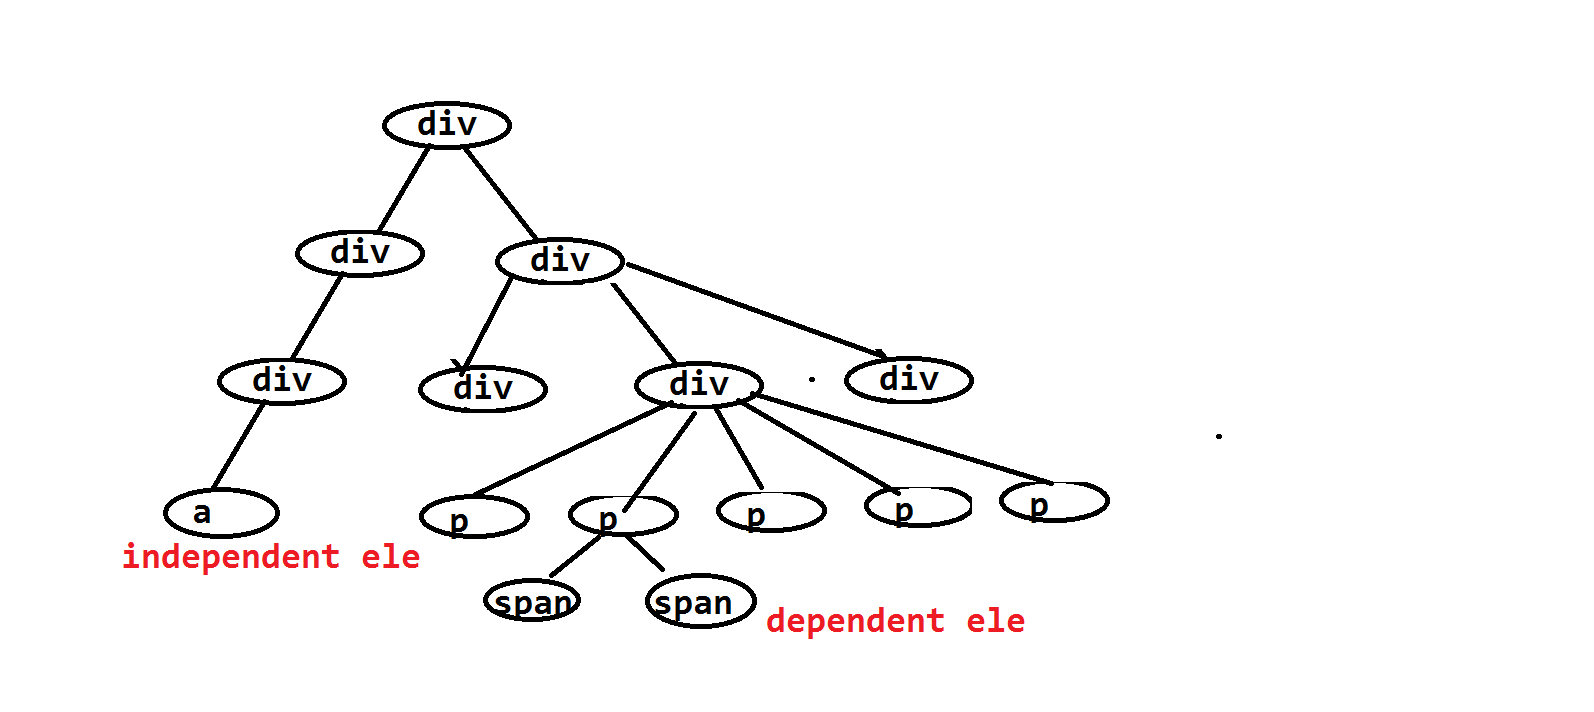 div
div
div
div
div
div
div
a
p
p
p
p
p
independent ele
span
span
dependent ele